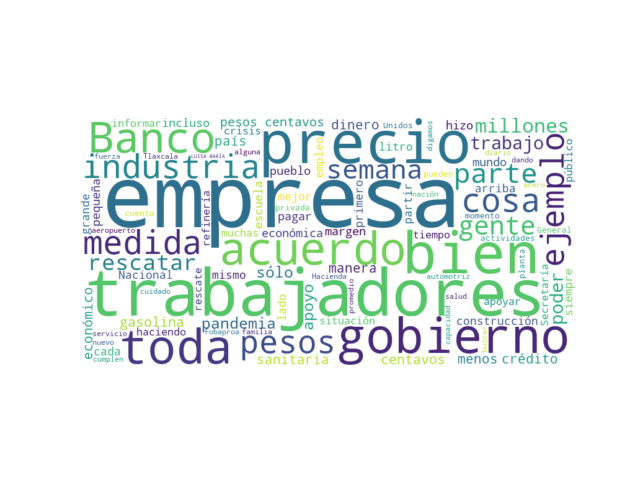 informar incluso pesos centavos dinero Unidos hizo millones
Banco país crisis precio litro digamos trabajo
fuerza Tlaxcala LUISA MARÍA alguna diario dando público
industria pueblo empleo semana pueden mundo parte
empresa
grande pequeña cuenta refinería escuela mejor privada primero partir nación arriba acero cosa ejemplo
aeropuerto muchas económica pagar margen tiempo momento gente General
medida acuerdo actividades bien
rescatar Nacional mismo sólo manera Hacienda automotriz planta
trabajadores
económico cuidado rescate lado apoyo promedio salud capacidad apoyar Secretaría poder siempre
gasolina pandemia situación construcción
servicio nuevo haciendo robaproa familia
cada cumplen toda pesos gobierno
sanitaria centavos menos crédito